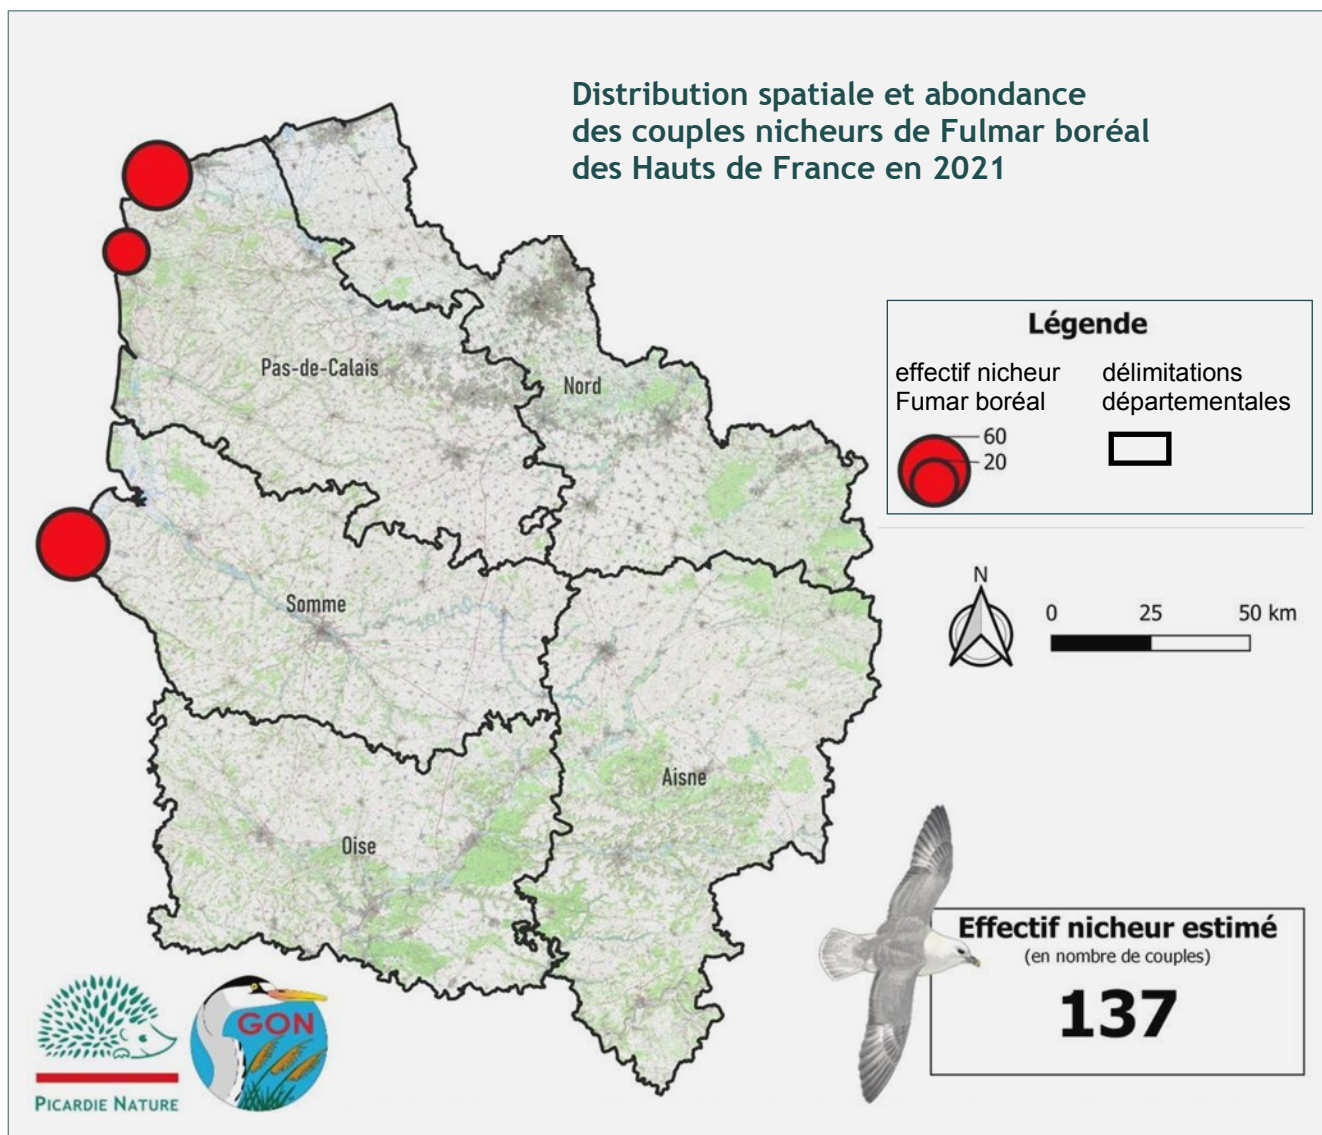 Distribution spatiale et abondance
des couples nicheurs de Fulmar boréal
des Hauts de France en 2021
Pas-de-Calais
Nord
Légende
effectif nicheur
Fumar boréal
délimitations
départementales
60
20
N
0 25 50 km
Somme
Aisne
Oise
Effectif nicheur estimé
(en nombre de couples)
137
GON
PICARDIE NATURE